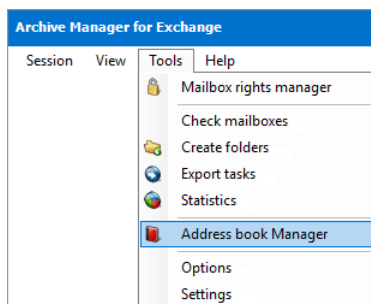 Archive Manager for Exchange
Session View Tools Help
Mailbox rights manager
Check mailboxes
Create folders
Export tasks
Statistics
Address book Manager
Options
Settings